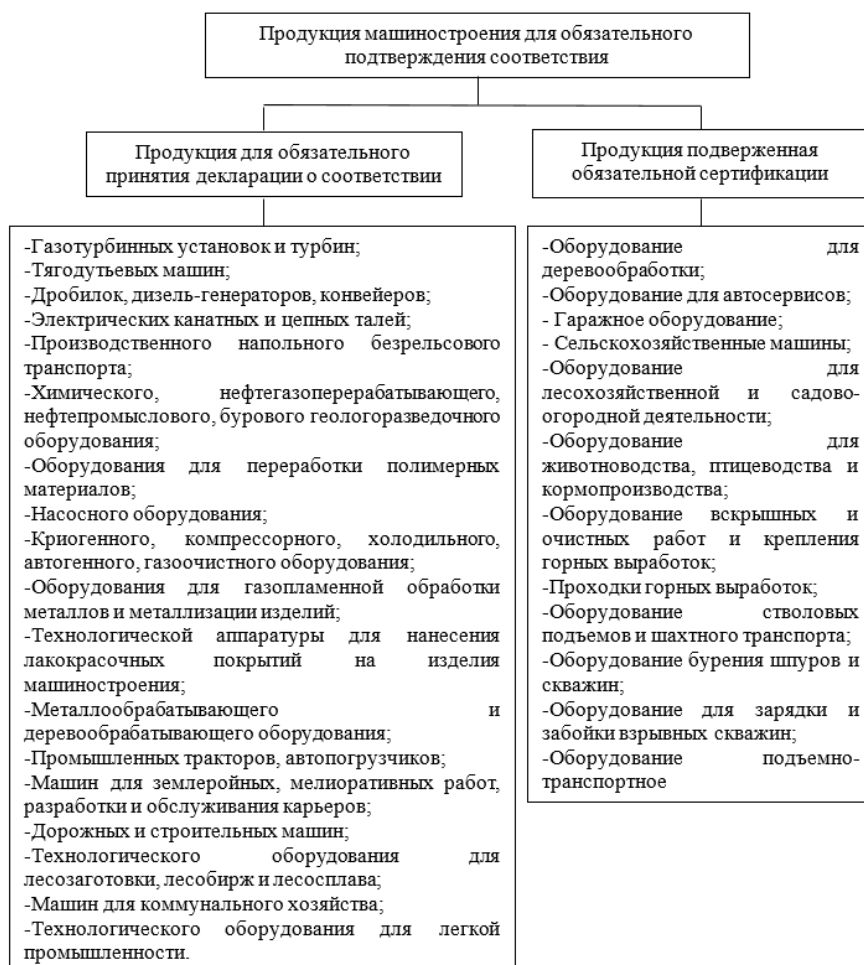 Продукция машиностроения для обязательного
подтверждения соответствия
Продукция для обязательного
принятия декларации о соответствии
-Газотурбинных установок и турбин;
-Тягодутьевых машин;
-Дробилок, дизель-генераторов, конвейеров;
-Электрических канатных и цепных талей;
-Производственного напольного безрельсового
транспорта;
-Химического, нефтегазоперерабатывающего,
нефтепромыслового, бурового геологоразведочного
оборудования;
-Оборудования для переработки полимерных
материалов;
-Насосного оборудования;
-Криогенного, компрессорного, холодильного,
автогенного, газоочистного оборудования;
-Оборудования для газопламенной обработки
металлов и металлизации изделий;
-Технологической аппаратуры для нанесения
лакокрасочных покрытий на изделия
машиностроения;
-Металлообрабатывающего и
деревообрабатывающего оборудования;
-Промышленных тракторов, автопогрузчиков;
-Машин для землеройных, мелиоративных работ,
разработки и обслуживания карьеров;
-Дорожных и строительных машин;
-Технологического оборудования для
лесозаготовки, лесобирж и лесосплава;
-Машин для коммунального хозяйства;
-Технологического оборудования для легкой
промышленности.
Продукция подверженная
обязательной сертификации
-Оборудование для
деревообработки;
-Оборудование для автосервисов;
- Гаражное оборудование;
- Сельскохозяйственные машины;
-Оборудование для
лесохозяйственной и садово-
огородной деятельности;
-Оборудование для
животноводства, птицеводства и
кормопроизводства;
-Оборудование вскрышных и
очистных работ и крепления
горных выработок;
-Проходки горных выработок;
-Оборудование стволовых
подъемов и шахтного транспорта;
-Оборудование бурения шпуров и
скважин;
-Оборудование для зарядки и
забойки взрывных скважин;
-Оборудование подъемно-
транспортное